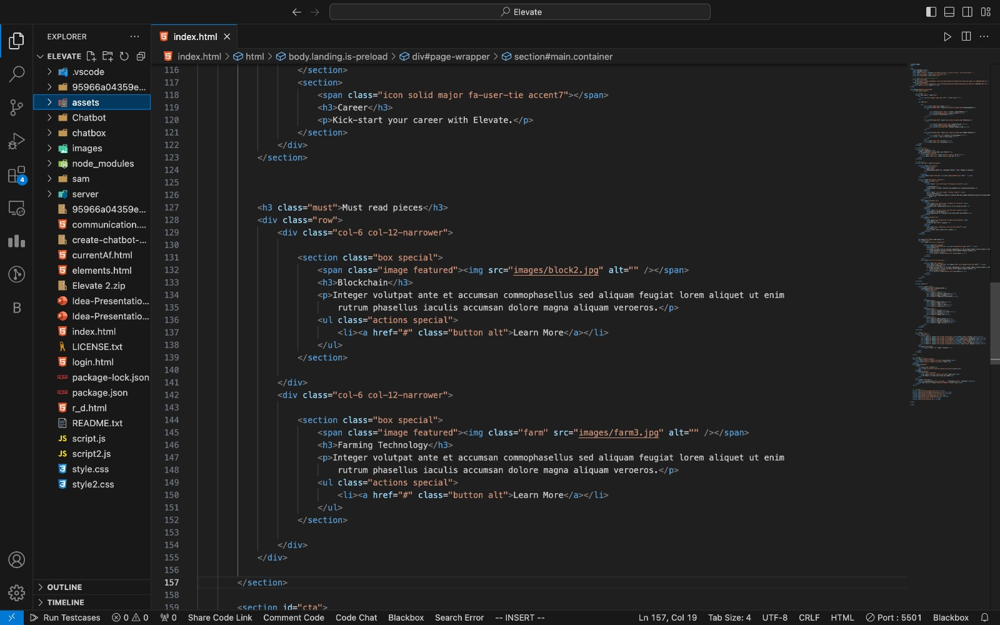 Elevate
EXPLORER
index.html
ELEVATE
index.html > html > body.landing.is-preload > div#page-wrapper > section#main.container
.vscode
95966a04359e...
assets
Chatbot
chatbox
images
node_modules
sam
server
95966a04359e...
communication....
create-chatbot-...
currentAf.html
elements.html
Elevate 2.zip
Idea-Presentatio...
Idea-Presentatio...
index.html
LICENSE.txt
login.html
package-lock.json
package.json
r_d.html
README.txt
JS script.js
JS script2.js
style.css
style2.css
OUTLINE
TIMELINE
4
B
116 </section>
117 <section>
118 <span class="icon solid major fa-user-tie accent7"></span>
119 <h3>Career</h3>
120 <p>Kick-start your career with Elevate.</p>
121 </section>
122 </div>
123 </section>
124
125
126
127 <h3 class="must">Must read pieces</h3>
128 <div class="row">
129 <div class="col-6 col-12-narrower">
130
131 <section class="box special">
132 <span class="image featured"><img src="images/block2.jpg" alt="" /></span>
133 <h3>Blockchain</h3>
134 <p>Integer volutpat ante et accumsan commophasellus sed aliquam feugiat lorem aliquet ut enim
135 rutrum phasellus iaculis accumsan dolore magna aliquam veroeros.</p>
136 <ul class="actions special">
137 <li><a href="#" class="button alt">Learn More</a></li>
138 </ul>
139 </section>
140
141 </div>
142 <div class="col-6 col-12-narrower">
143
144 <section class="box special">
145 <span class="image featured"><img class="farm" src="images/farm3.jpg" alt="" /></span>
146 <h3>Farming Technology</h3>
147 <p>Integer volutpat ante et accumsan commophasellus sed aliquam feugiat lorem aliquet ut enim
148 rutrum phasellus iaculis accumsan dolore magna aliquam veroeros.</p>
149 <ul class="actions special">
150 <li><a href="#" class="button alt">Learn More</a></li>
151 </ul>
152 </section>
153
154 </div>
155 </div>
156
157 </section>
158
159 <section id="cta">
Run Testcases 0 0 0 Share Code Link Comment Code Code Chat Blackbox Search Error -- INSERT -- Ln 157, Col 19 Tab Size: 4 UTF-8 CRLF HTML Port : 5501 Blackbox